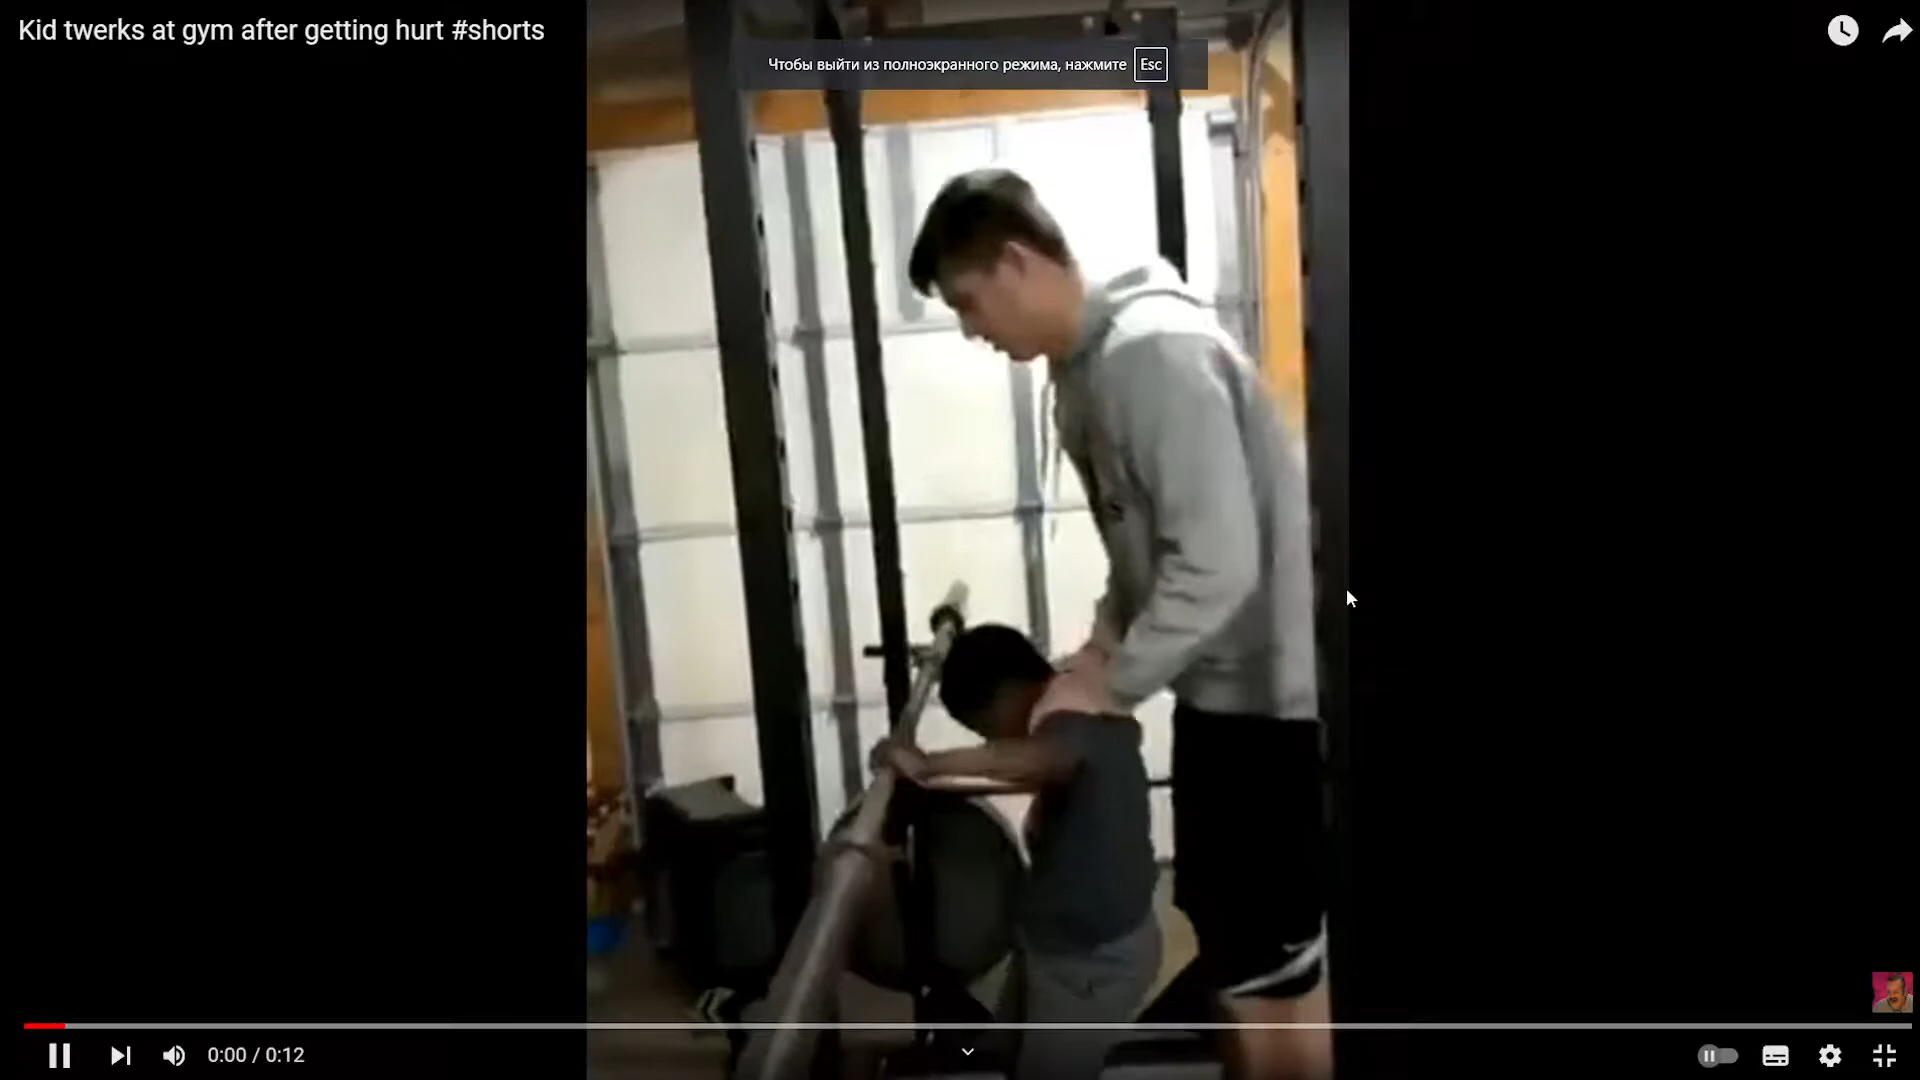 Kid twerks at gym after getting hurt #shorts
Чтобы выйти из полноэкранного режима, нажмите Esc
0:00 / 0:12